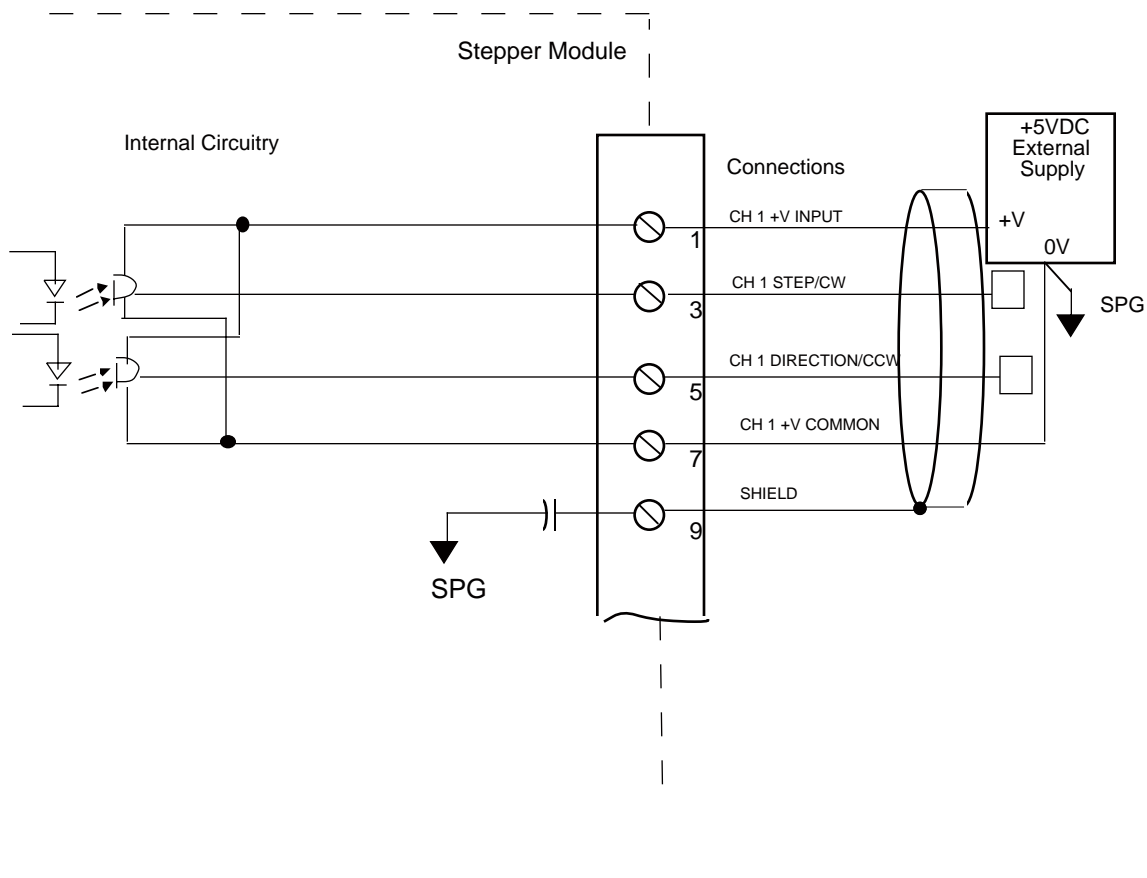 Stepper Module
Internal Circuitry
Connections
+5VDC
External
Supply
+V
0V
SPG
CH 1 +V INPUT
1
CH 1 STEP/CW
3
CH 1 DIRECTION/CCW
5
CH 1 +V COMMON
7
SHIELD
9
SPG